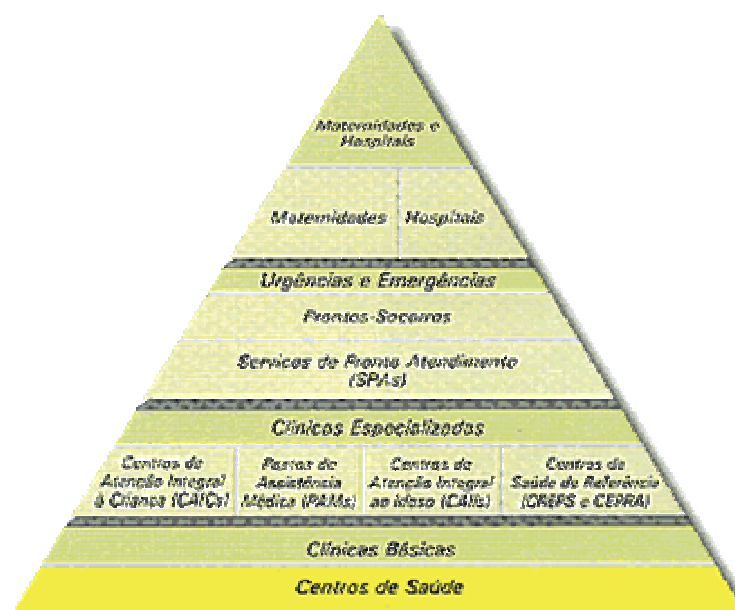 Maternidades e
Hospitais
Maternidades
Hospitais
Urgências e Emergências
Prontos-Socorros
Serviços de Pronto Atendimento
(SPAs)
Clínicas Especializadas
Centros de
Atenção Integral
à Criança (CAICs)
Postos de
Assistência
Médica (PAMs)
Centros de
Atenção Integral
ao Idoso (CAIIs)
Centros de
Saúde de Referência
(CREPS e CEPRA)
Clínicas Básicas
Centros de Saúde